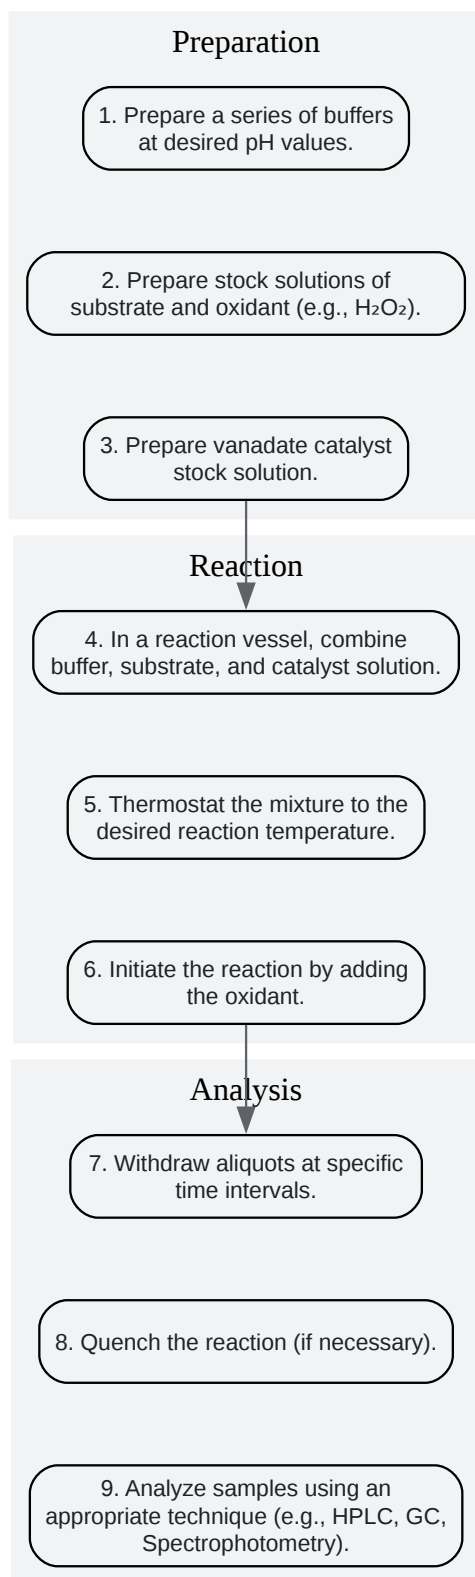 Preparation
1. Prepare a series of buffers
at desired pH values.
2. Prepare stock solutions of
substrate and oxidant (e.g., H₂O₂).
3. Prepare vanadate catalyst
stock solution.
Reaction
4. In a reaction vessel, combine
buffer, substrate, and catalyst solution.
5. Thermostat the mixture to the
desired reaction temperature.
6. Initiate the reaction by adding
the oxidant.
Analysis
7. Withdraw aliquots at specific
time intervals.
8. Quench the reaction (if necessary).
9. Analyze samples using an
appropriate technique (e.g., HPLC, GC,
Spectrophotometry).